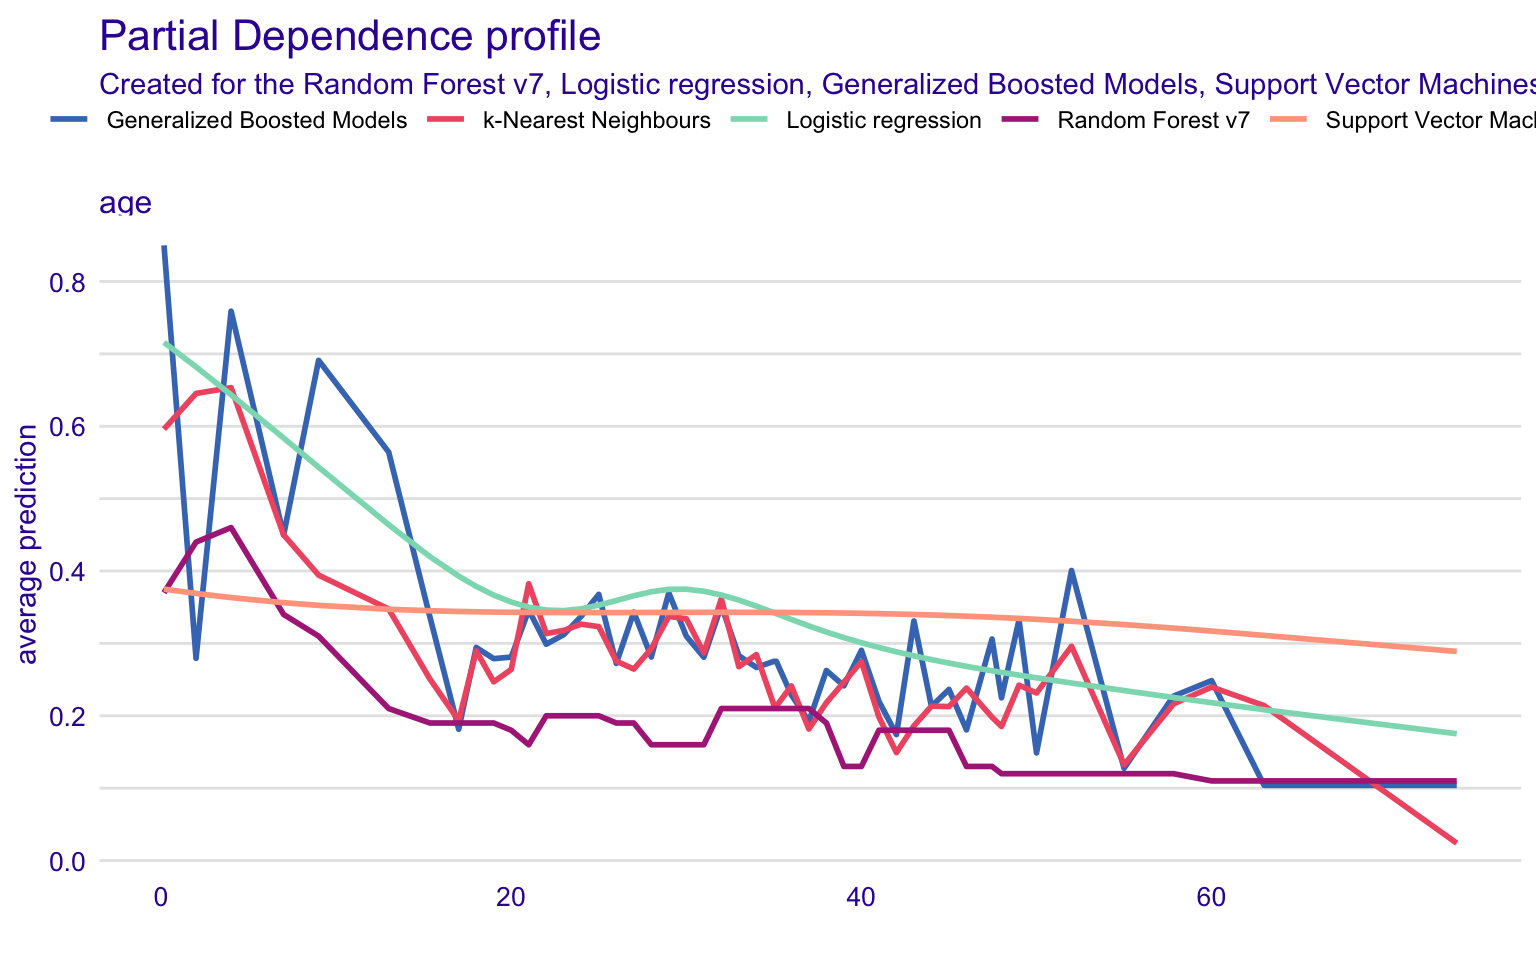 Partial Dependence profile
Created for the Random Forest v7, Logistic regression, Generalized Boosted Models, Support Vector Machines
Generalized Boosted Models k-Nearest Neighbours Logistic regression Random Forest v7 Support Vector
age
average prediction
0.8
0.6
0.4
0.2
0.0
0 20 40 60